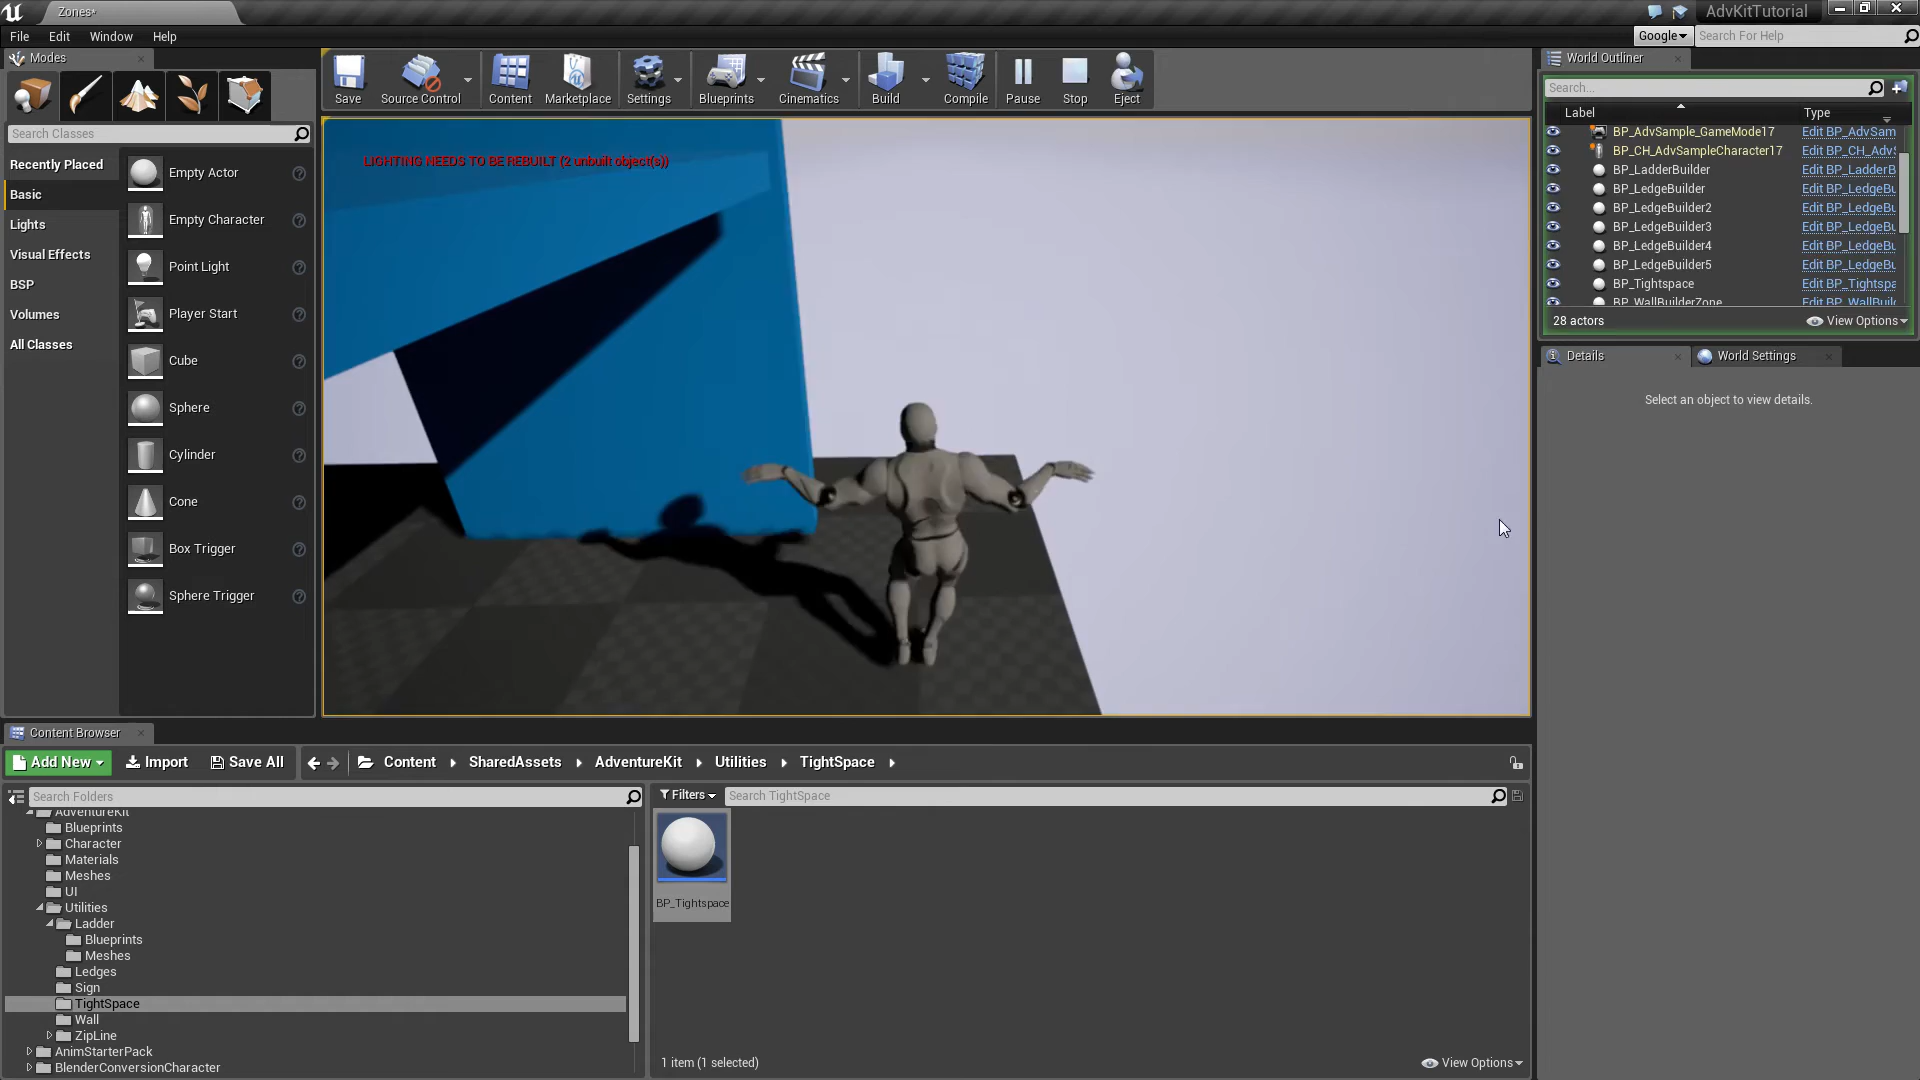 Zones*
AdvKitTutorial
File Edit Window Help
Google
Search For Help
Modes
Search Classes
Recently Placed
Basic
Lights
Visual Effects
BSP
Volumes
All Classes
Empty Actor
Empty Character
Point Light
Player Start
Cube
Sphere
Cylinder
Cone
Box Trigger
Sphere Trigger
Save
Source Control
Content
Marketplace
Settings
Blueprints
Cinematics
Build
Compile
Pause
Stop
Eject
LIGHTING NEEDS TO BE REBUILT (2 unbuilt object(s))
World Outliner
Search...
Label Type
BP_AdvSample_GameMode17 Edit BP_AdvSam
BP_CH_AdvSampleCharacter17 Edit BP_CH_AdvS
BP_LadderBuilder Edit BP_LadderB
BP_LedgeBuilder Edit BP_LedgeBu
BP_LedgeBuilder2 Edit BP_LedgeBu
BP_LedgeBuilder3 Edit BP_LedgeBu
BP_LedgeBuilder4 Edit BP_LedgeBu
BP_LedgeBuilder5 Edit BP_LedgeBu
BP_Tightspace Edit BP_Tightspa
BP_WallBuilderZone Edit BP_WallBuild
28 actors
View Options
Details
World Settings
Select an object to view details.
Content Browser
Add New
Import
Save All
Content SharedAssets AdventureKit Utilities TightSpace
Search Folders
AdventureKit
Blueprints
Character
Materials
Meshes
UI
Utilities
Ladder
Blueprints
Meshes
Ledges
Sign
TightSpace
Wall
ZipLine
AnimStarterPack
BlenderConversionCharacter
Filters
Search TightSpace
BP_Tightspace
1 item (1 selected)
View Options